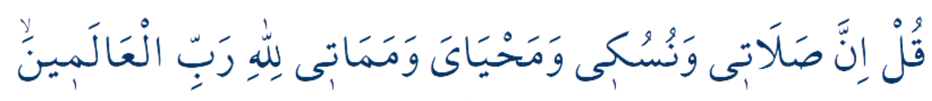 قُلْ اِنَّ صَلَات۪ى وَنُسُك۪ى وَمَحْيَاىَ وَمَمَات۪ى لِلّٰهِ رَبِّ الْعَالَم۪ينَۙ